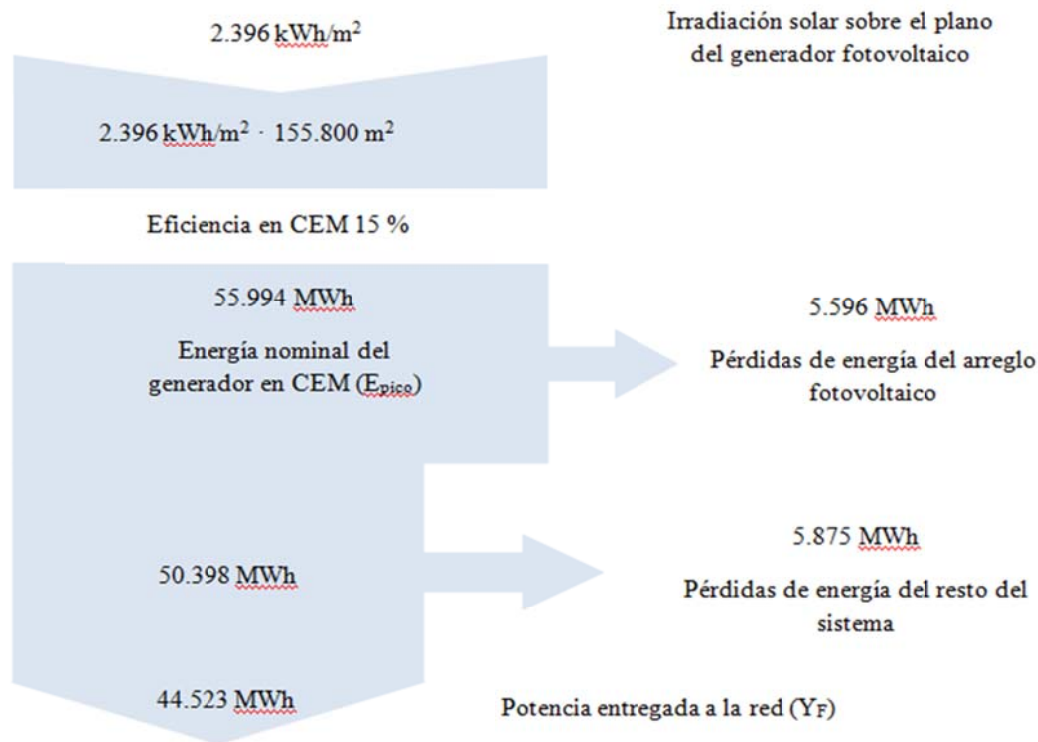 2.396 kWh/m²
Irradiación solar sobre el plano
del generador fotovoltaico
2.396 kWh/m² · 155.800 m²
Eficiencia en CEM 15 %
55.994 MWh
Energía nominal del
generador en CEM (Epico)
5.596 MWh
Pérdidas de energía del arreglo
fotovoltaico
50.398 MWh
5.875 MWh
Pérdidas de energía del resto del
sistema
44.523 MWh
Potencia entregada a la red (YF)